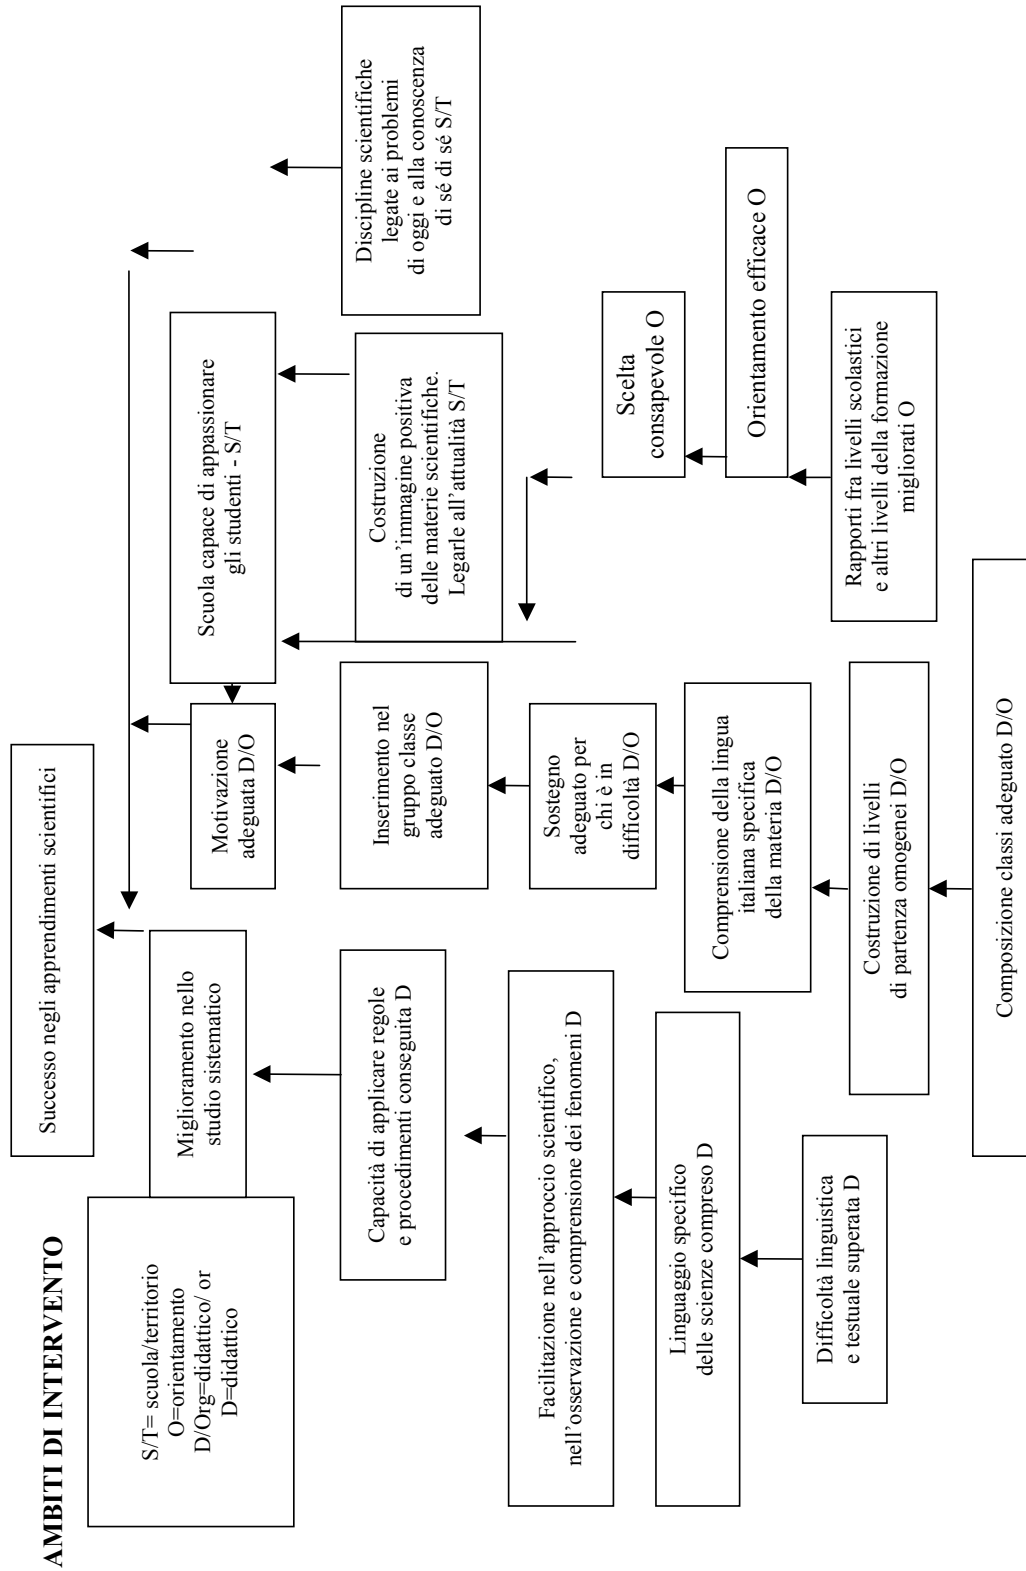 AMBITI DI INTERVENTO
S/T= scuola/territorio
O=orientamento
D/Org=didattico/ or
D=didattico
Successo negli apprendimenti scientifici
Miglioramento nello
studio sistematico
Motivazione
adeguata D/O
Scuola capace di appassionare
gli studenti - S/T
Capacità di applicare regole
e procedimenti conseguita D
Inserimento nel
gruppo classe
adeguato D/O
Costruzione
di un'immagine positiva
delle materie scientifiche.
Legarle all'attualità S/T
Discipline scientifiche
legate ai problemi
di oggi e alla conoscenza
di sé di sé S/T
Facilitazione nell'approccio scientifico,
nell'osservazione e comprensione dei fenomeni D
Sostegno
adeguato per
chi è in
difficoltà D/O
Scelta
consapevole O
Linguaggio specifico
delle scienze compreso D
Comprensione della lingua
italiana specifica
della materia D/O
Orientamento efficace O
Difficoltà linguistica
e testuale superata D
Costruzione di livelli
di partenza omogenei D/O
Rapporti fra livelli scolastici
e altri livelli della formazione
migliorati O
Composizione classi adeguato D/O